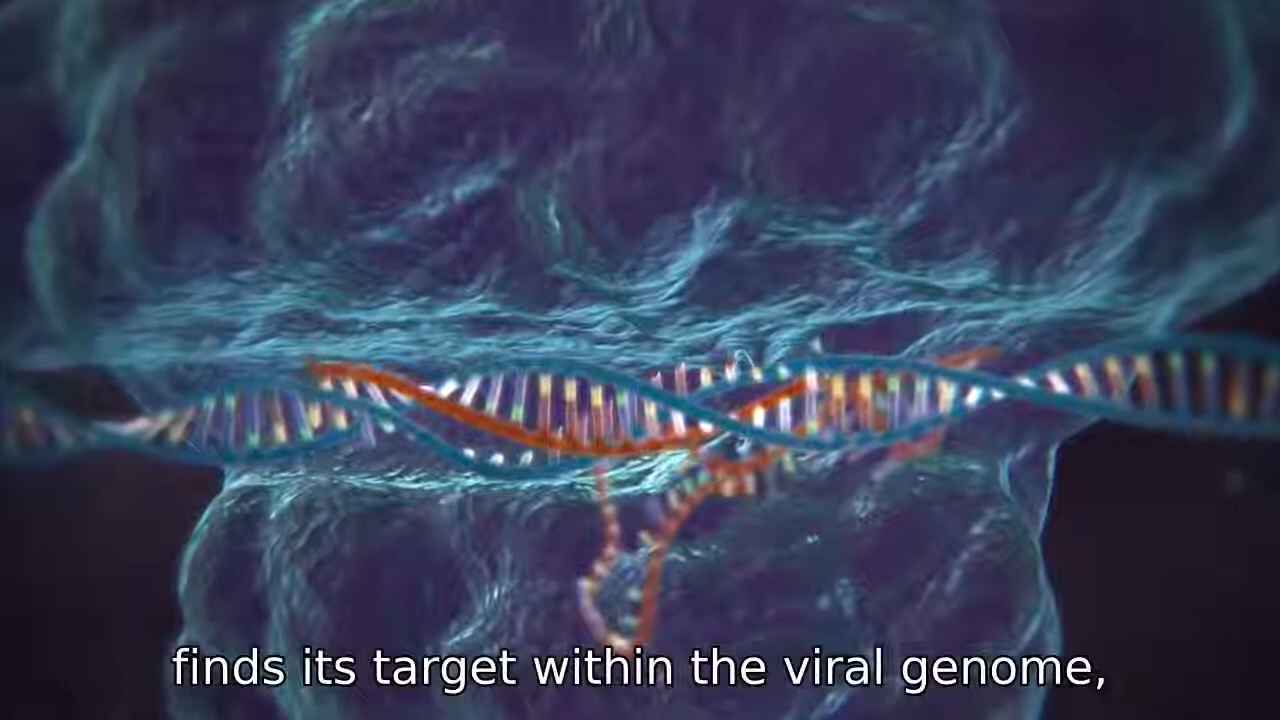 finds its target within the viral genome,